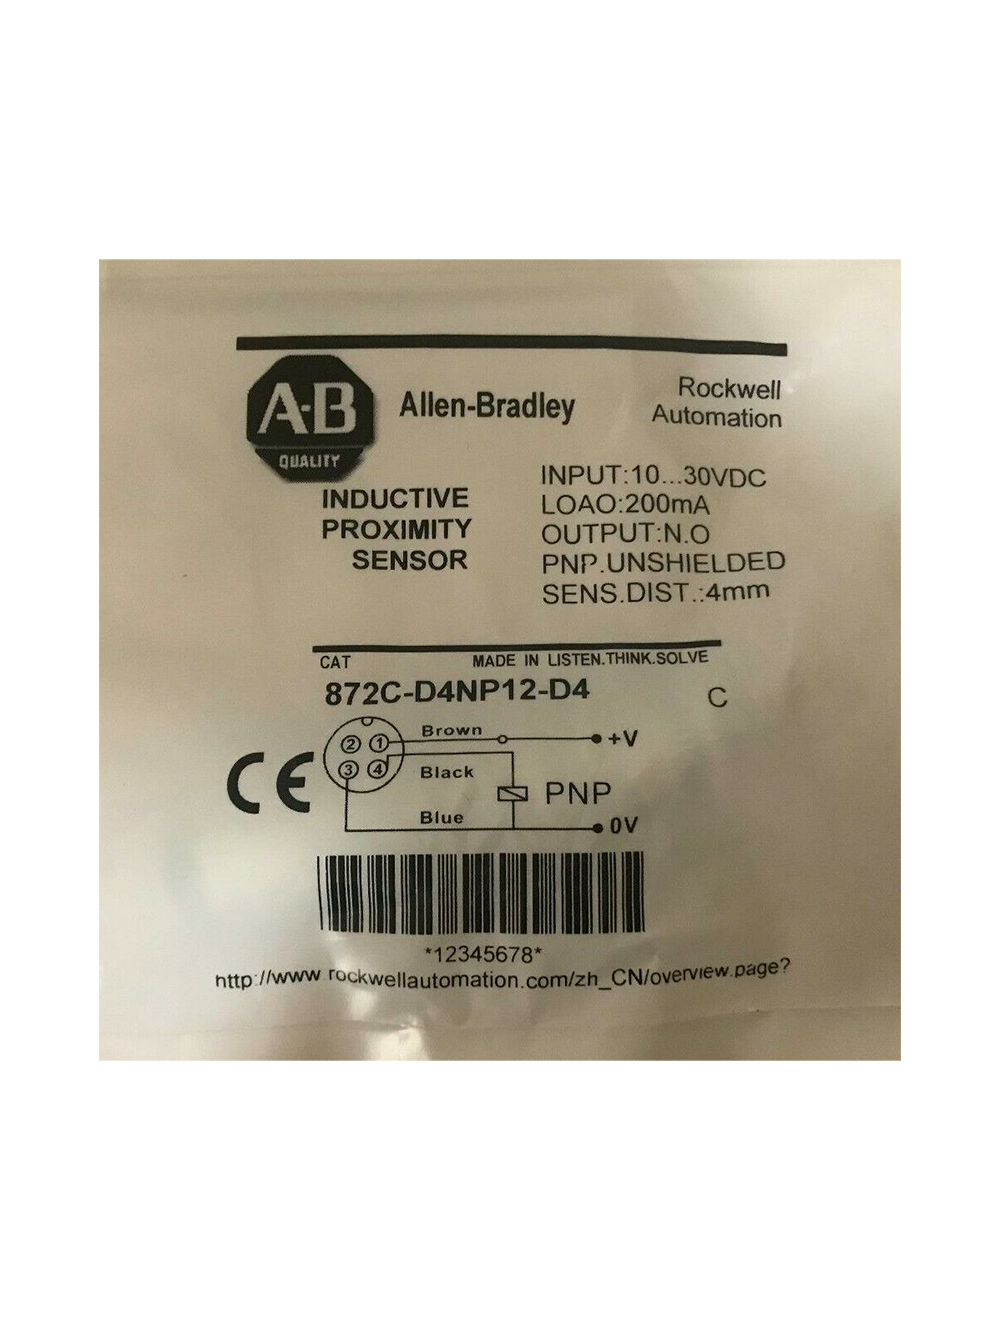 A-B
QUALITY
Allen-Bradley
Rockwell
Automation
INDUCTIVE
PROXIMITY
SENSOR
INPUT:10...30VDC
LOAO:200mA
OUTPUT:N.O
PNP.UNSHIELDED
SENS.DIST.:4mm
CAT
MADE IN LISTEN.THINK.SOLVE
872C-D4NP12-D4
C
2 1
3 4
Brown
+V
Black
PNP
Blue
0V
CE
*12345678*
http://www rockwellautomation.com/zh_CN/overview.page?